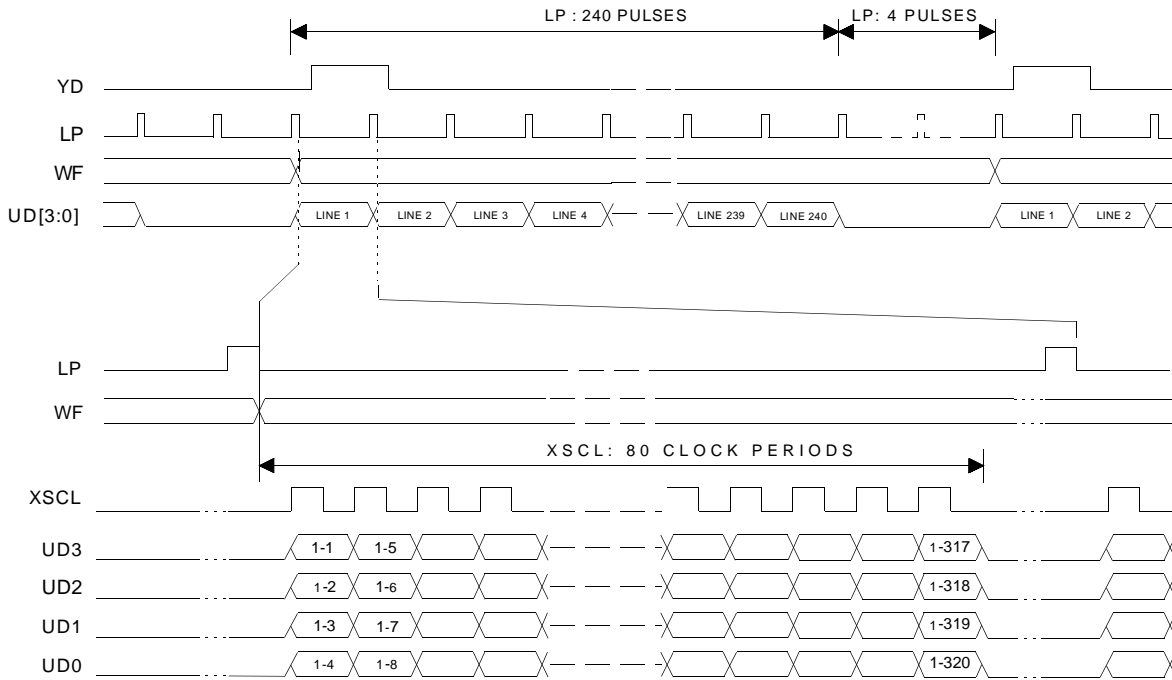 LP : 240 PULSES LP: 4 PULSES
YD
LP
WF
UD[3:0] LINE 1 LINE 2 LINE 3 LINE 4 LINE 239 LINE 240 LINE 1 LINE 2
LP
WF
XSCL: 80 CLOCK PERIODS
XSCL
UD3 1-1 1-5 1-317
UD2 1-2 1-6 1-318
UD1 1-3 1-7 1-319
UD0 1-4 1-8 1-320